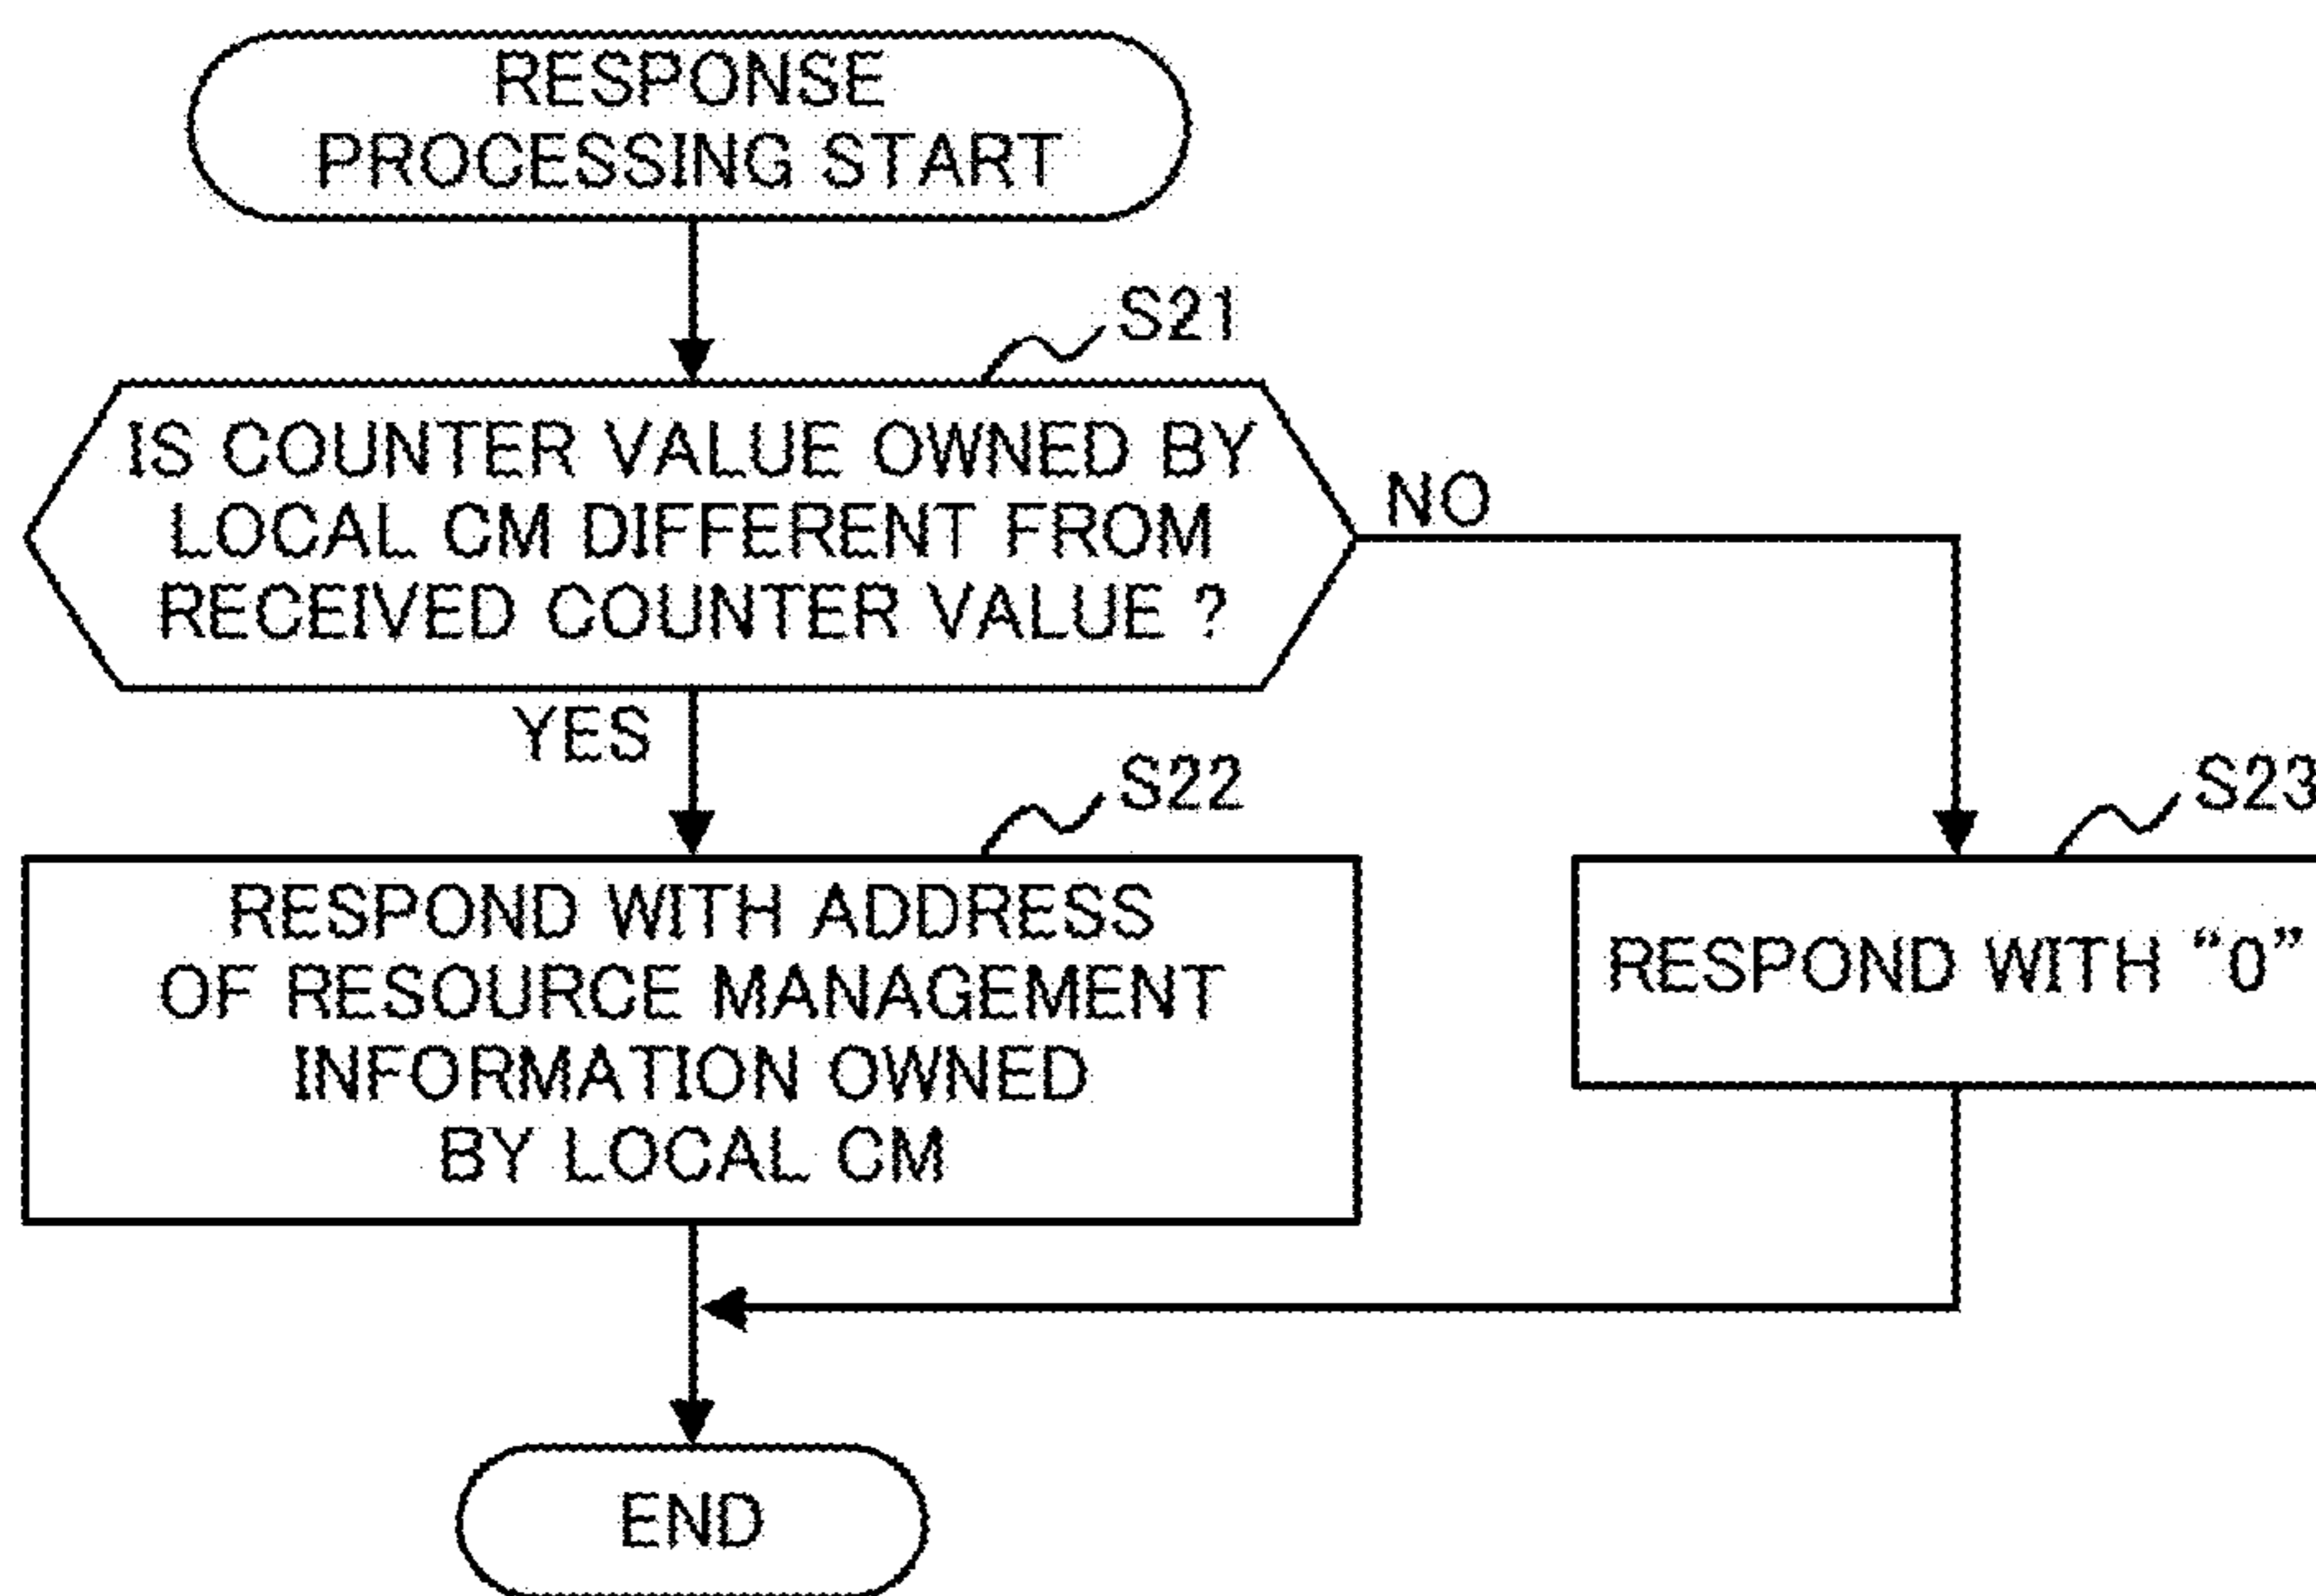 RESPONSE
PROCESSING START
S21
IS COUNTER VALUE OWNED BY
LOCAL CM DIFFERENT FROM
RECEIVED COUNTER VALUE ?
NO
YES
S22
S23
RESPOND WITH ADDRESS
OF RESOURCE MANAGEMENT
INFORMATION OWNED
BY LOCAL CM
RESPOND WITH “0”
END